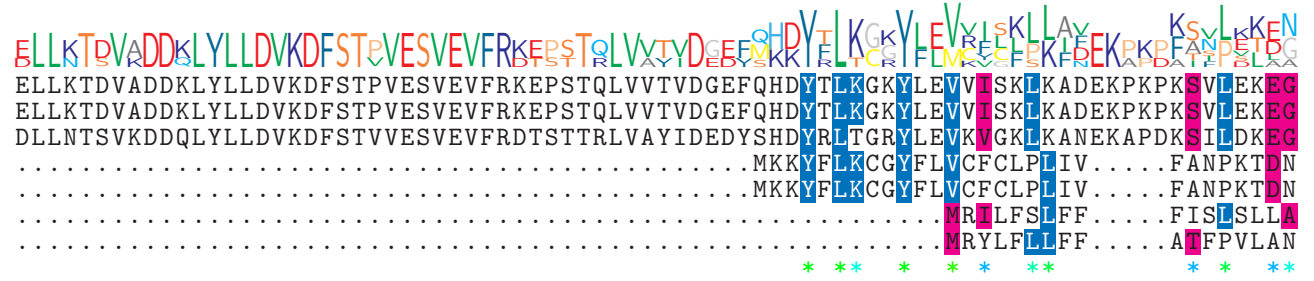 ELLKTDVADDKLYLLDVKDFSTPVESVEVFRKEPSTQLVVTVDGEFQHDYTLKGKYLEVVISKLKADEKPKPKSVLEKEG
ELLKTDVADDKLYLLDVKDFSTPVESVEVFRKEPSTQLVVTVDGEFQHDYTLKGKYLEVVISKLKADEKPKPKSVLEKEG
DLLNTSVKDDQLYLLDVKDFSTVVESVEVFRDTSTTRLVAYIDEDYSHDYRLTGRYLEVKVGKLKANEKAPDKSILDKEG
..............................................MKKYFLKCGYFLVCFCLPLIV.....FANPKTDN
..............................................MKKYFLKCGYFLVCFCLPLIV.....FANPKTDN
..........................................................MRILFSLFF.....FISLSLLA
..........................................................MRYLFLLFF.....ATFPVLAN
* ** * * * ** * * **